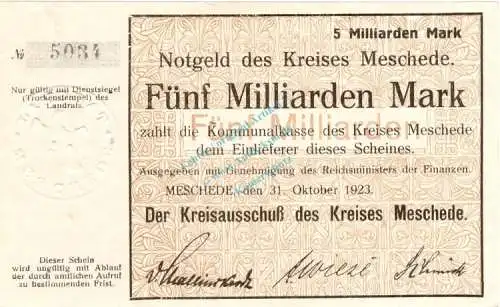 5 Milliarden Mark
№ 5034
Notgeld des Kreises Meschede.
Nur gültig mit Dienstsiegel
(Trockenstempel) des
Landrats.
Fünf Milliarden Mark
Fünf Milliarden
zahlt die Kommunalkasse des Kreises Meschede
dem Einlieferer dieses Scheines.
Ausgegeben mit Genehmigung des Reichsministers der Finanzen.
MESCHEDE, den 31. Oktober 1923.
Der Kreisausschuß des Kreises Meschede.
Dieser Schein
wird ungültig mit Ablauf
der durch amtlichen Aufruf
zu bestimmenden Frist.